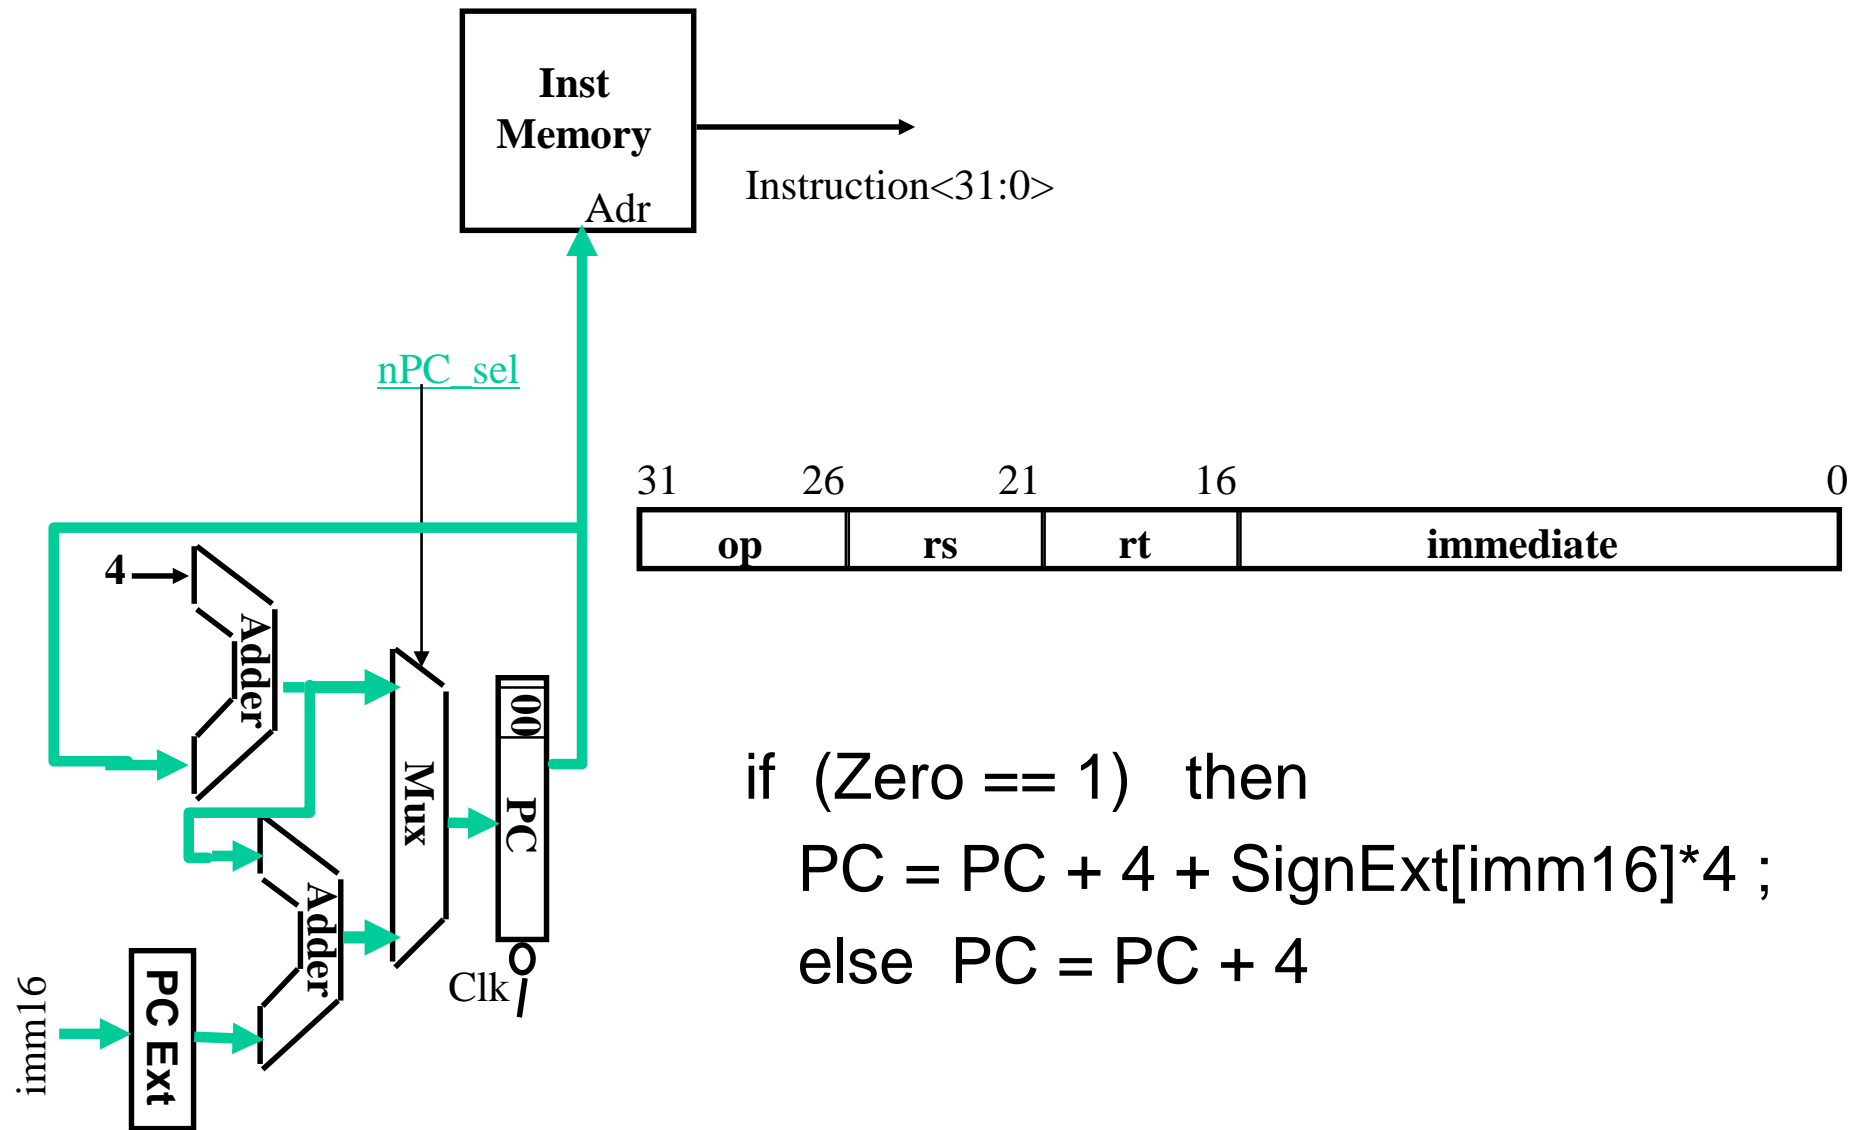 Inst
Memory
Adr
Instruction<31:0>
nPC_sel
31 26 21 16 0
op rs rt immediate
4
Adder
00
Mux
PC
Adder
Clk
imm16
PC Ext
if (Zero == 1) then
PC = PC + 4 + SignExt[imm16]*4 ;
else PC = PC + 4